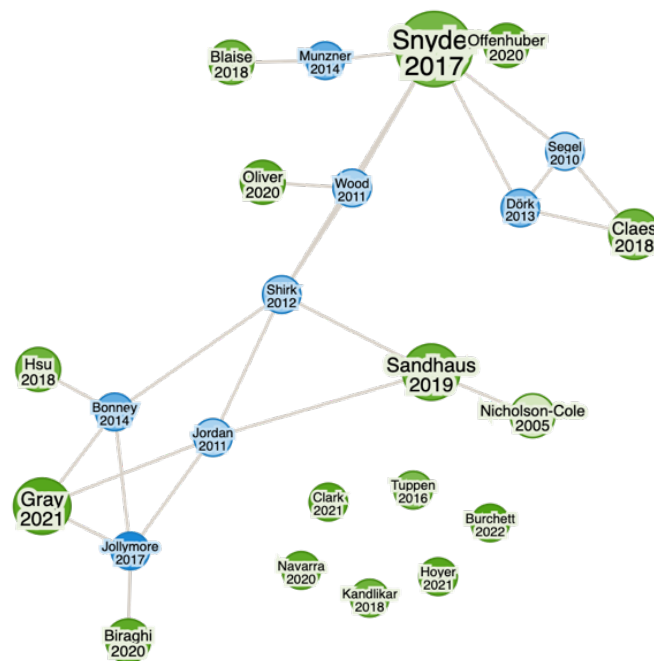 Snyde
2017
Offenhuber
2020
Blaise
2018
Munzner
2014
Segel
2010
Oliver
2020
Wood
2011
Dörk
2013
Claes
2018
Shirk
2012
Hsu
2018
Sandhaus
2019
Bonney
2014
Nicholson-Cole
2005
Jordan
2011
Gray
2021
Clark
2021
Tuppen
2016
Burchett
2022
Jollymore
2017
Navarra
2020
Kandlikar
2018
Hoyer
2021
Biraghi
2020